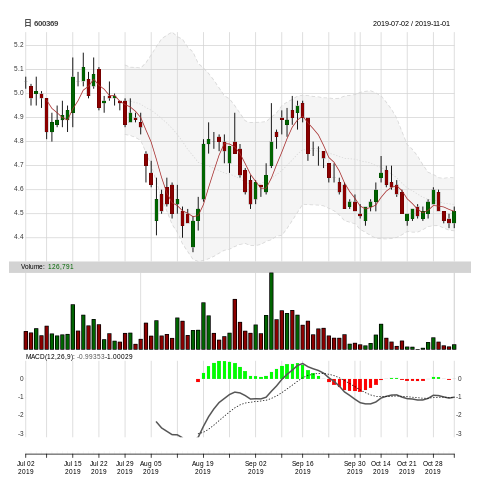 日 600369
2019-07-02 / 2019-11-01
5.2
5.1
5.0
4.9
4.8
4.7
4.6
4.5
4.4
Volume: 126,791
MACD(12,26,9): -0.99353-1.00029
0 0
-1 -1
-2 -2
-3 -3
Jul 02 Jul 15 Jul 22 Jul 29 Aug 05 Aug 19 Sep 02 Sep 16 Sep 30 Oct 14 Oct 21 Oct 28
2019 2019 2019 2019 2019 2019 2019 2019 2019 2019 2019 2019